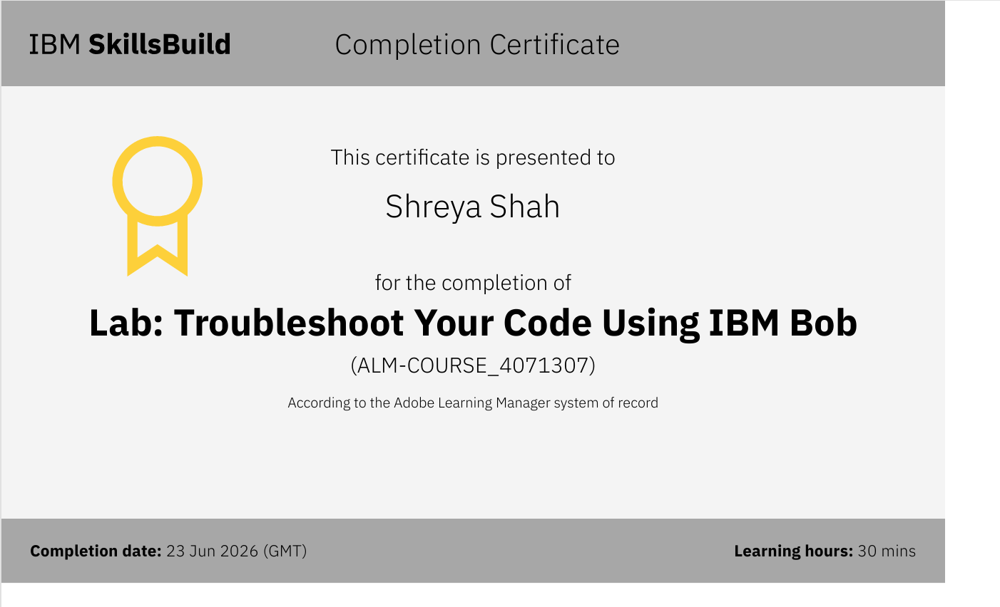 IBM SkillsBuild
Completion Certificate
This certificate is presented to
Shreya Shah
for the completion of
Lab: Troubleshoot Your Code Using IBM Bob
(ALM-COURSE_4071307)
According to the Adobe Learning Manager system of record
Completion date: 23 Jun 2026 (GMT)
Learning hours: 30 mins